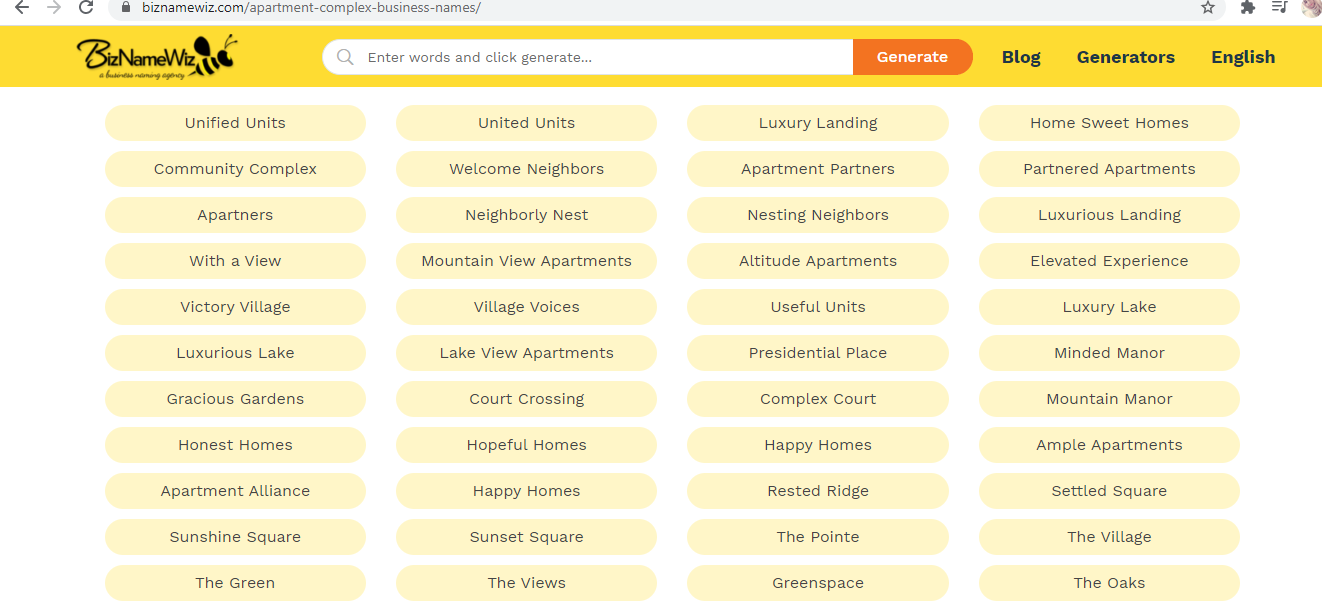 biznamewiz.com/apartment-complex-business-names/
BizNameWiz
a business naming agency
Enter words and click generate...
Generate
Blog
Generators
English
Unified Units
United Units
Luxury Landing
Home Sweet Homes
Community Complex
Welcome Neighbors
Apartment Partners
Partnered Apartments
Apartners
Neighborly Nest
Nesting Neighbors
Luxurious Landing
With a View
Mountain View Apartments
Altitude Apartments
Elevated Experience
Victory Village
Village Voices
Useful Units
Luxury Lake
Luxurious Lake
Lake View Apartments
Presidential Place
Minded Manor
Gracious Gardens
Court Crossing
Complex Court
Mountain Manor
Honest Homes
Hopeful Homes
Happy Homes
Ample Apartments
Apartment Alliance
Happy Homes
Rested Ridge
Settled Square
Sunshine Square
Sunset Square
The Pointe
The Village
The Green
The Views
Greenspace
The Oaks